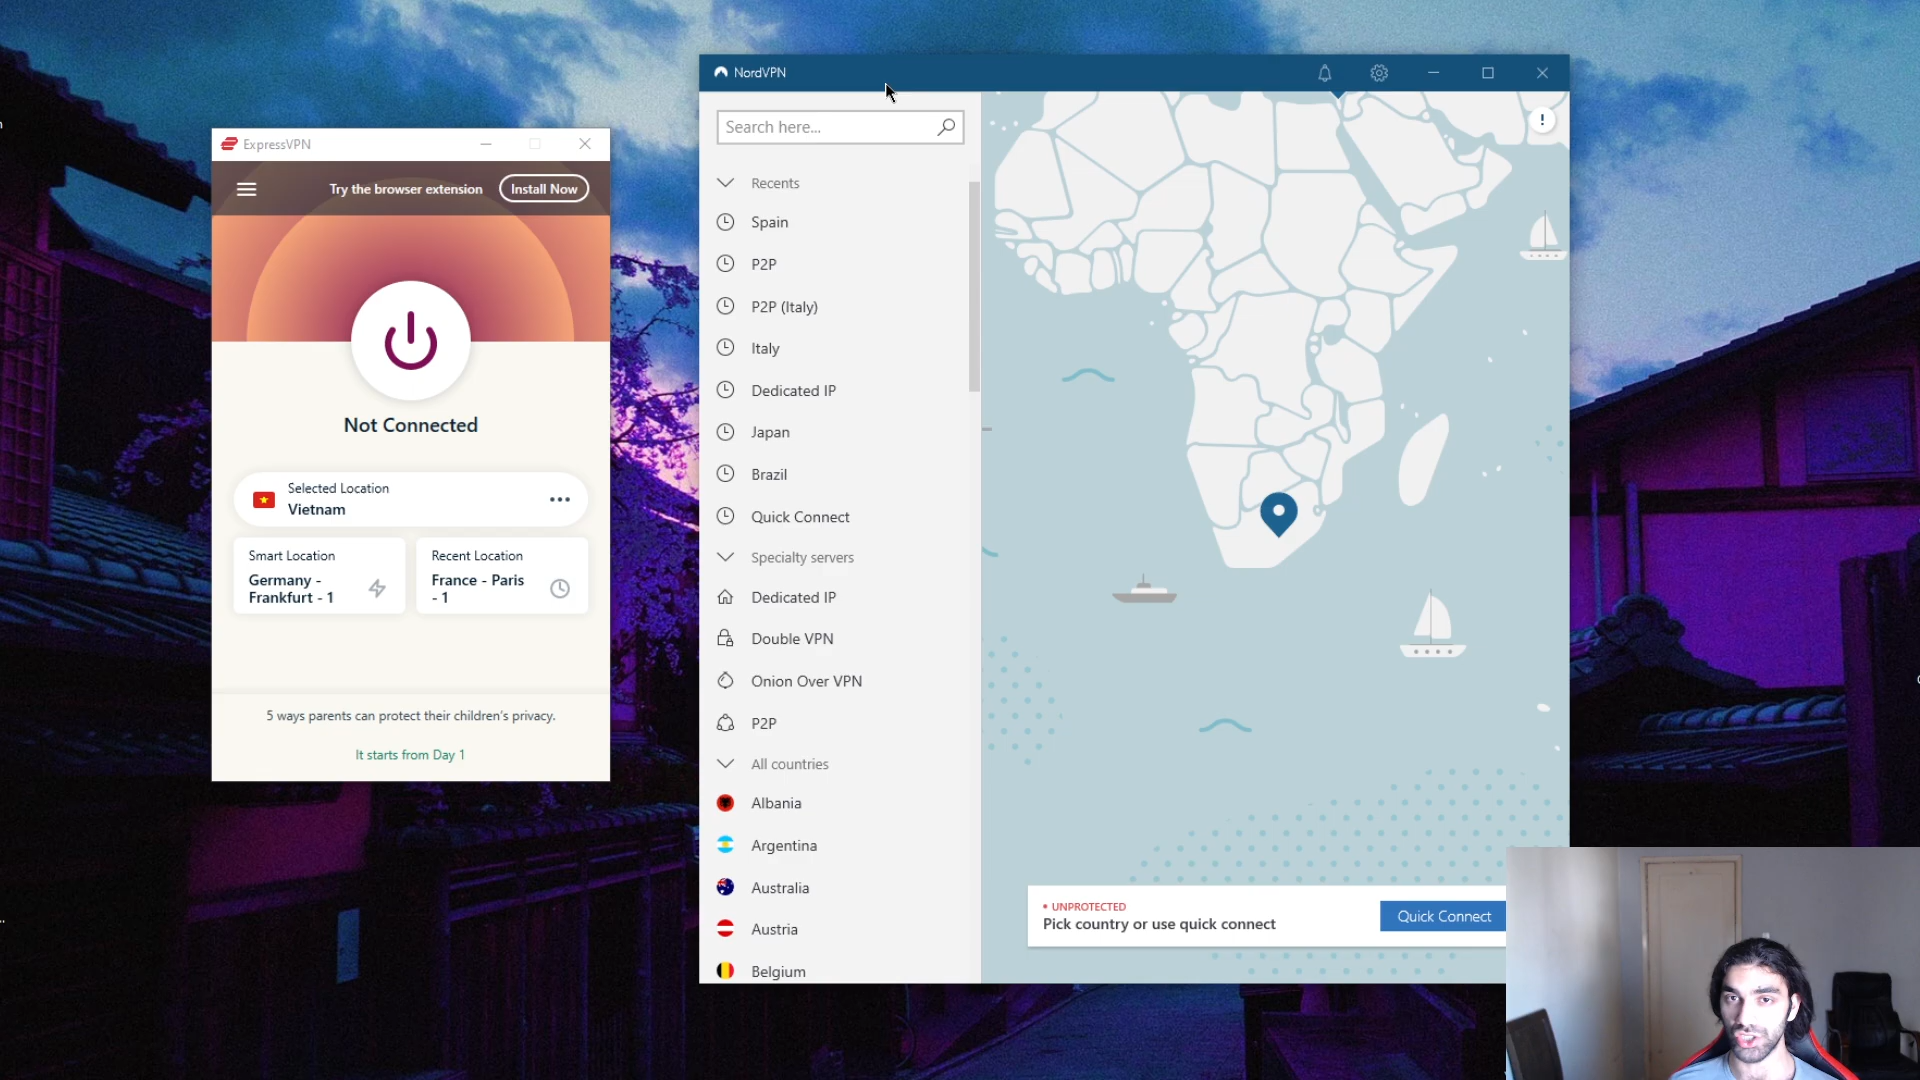 ExpressVPN
Try the browser extension
Install Now
Not Connected
Selected Location
Vietnam
Smart Location
Germany -
Frankfurt - 1
Recent Location
France - Paris
- 1
5 ways parents can protect their children's privacy.
It starts from Day 1
NordVPN
Search here...
Recents
Spain
P2P
P2P (Italy)
Italy
Dedicated IP
Japan
Brazil
Quick Connect
Specialty servers
Dedicated IP
Double VPN
Onion Over VPN
P2P
All countries
Albania
Argentina
Australia
Austria
Belgium
!
UNPROTECTED
Pick country or use quick connect
Quick Connect